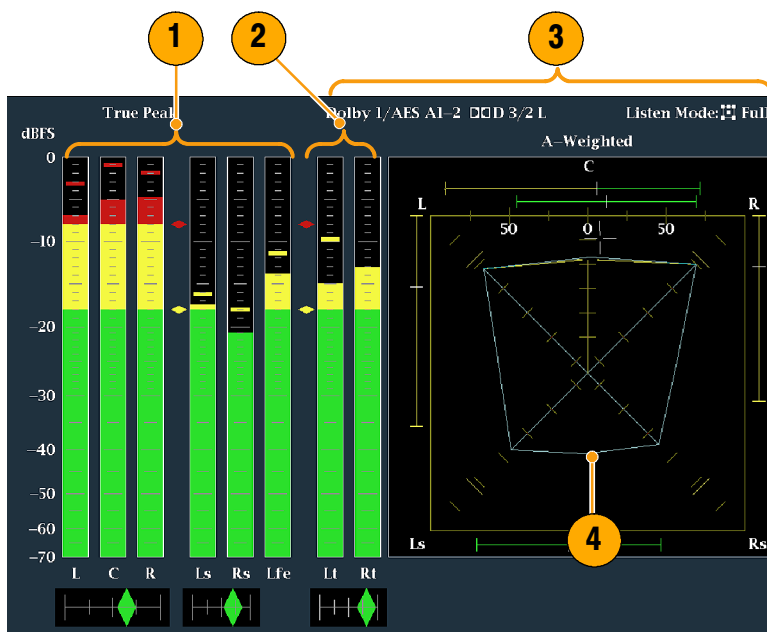 1 2 3
True Peak Dolby 1/AES A1-2 D 3/2 L Listen Mode: Full
dBFS
A-Weighted
0
C
L R
50 0 50
-10
-20
-30
-40
-50
-60
-70
4
Ls Rs
L C R Ls Rs Lfe Lt Rt